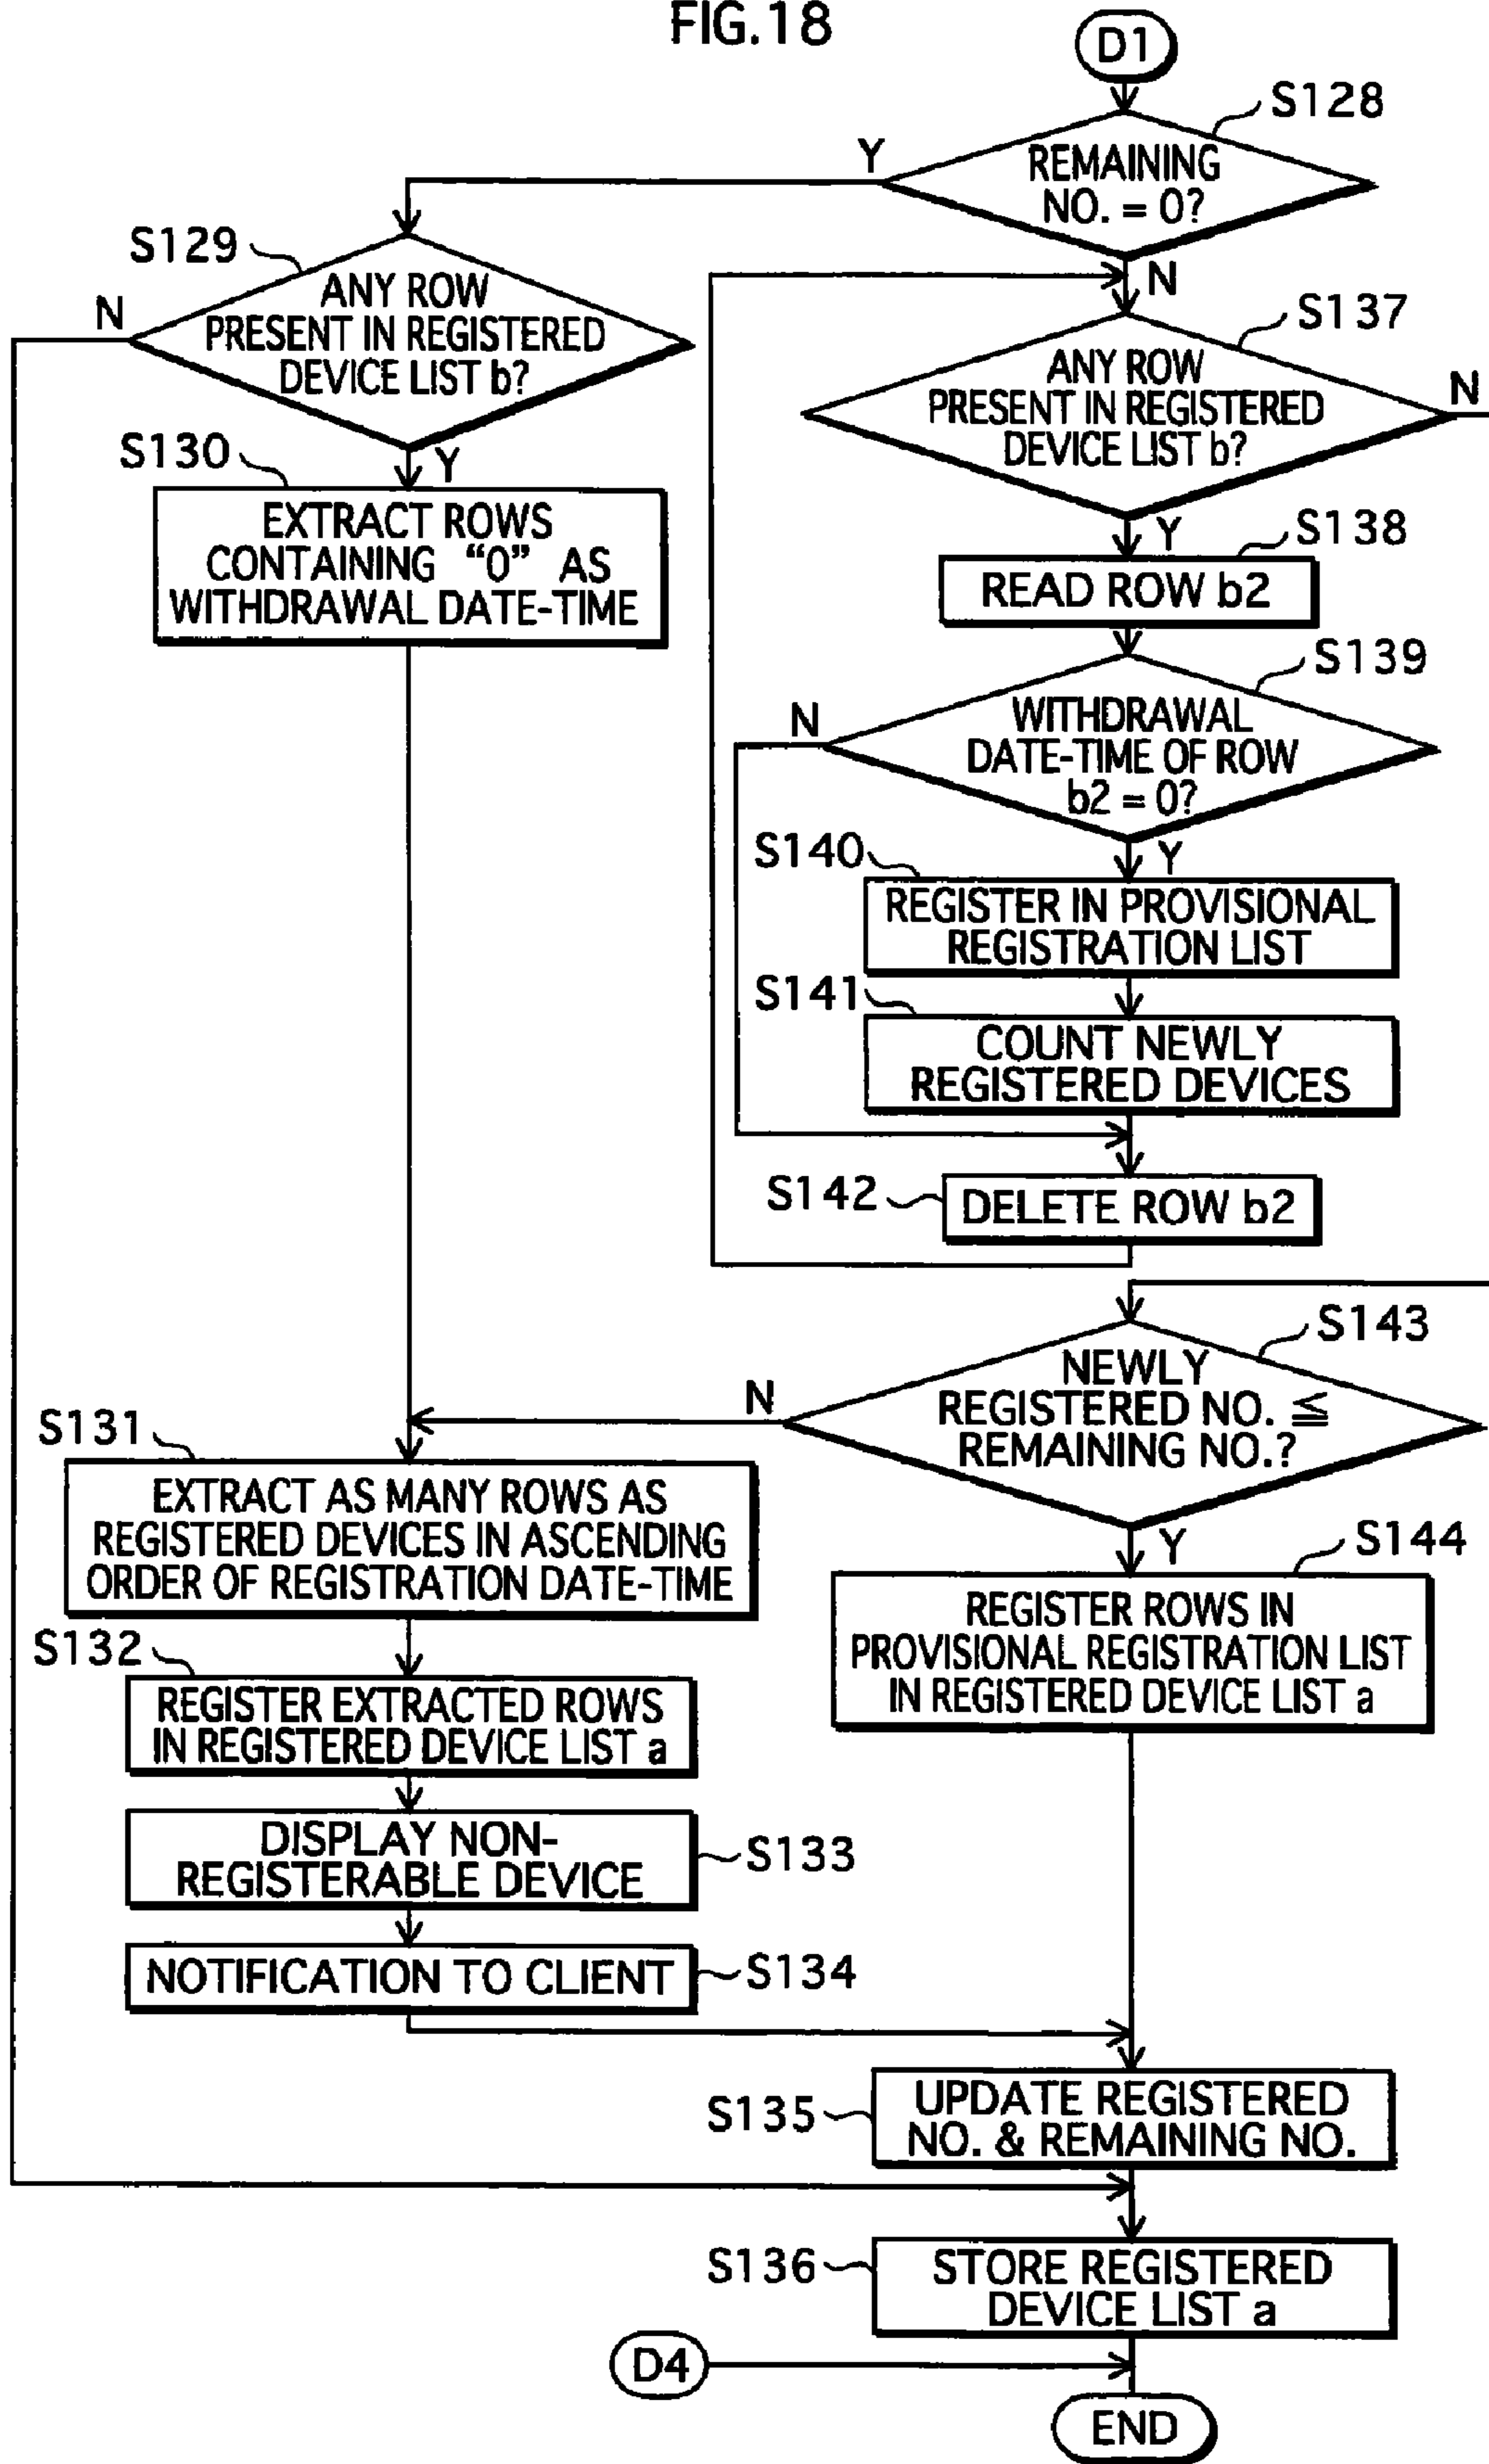 FIG.18
D1
S128
REMAINING
NO. = 0?
Y
N
S129
ANY ROW
PRESENT IN REGISTERED
DEVICE LIST b?
N
Y
S137
ANY ROW
PRESENT IN REGISTERED
DEVICE LIST b?
N
Y
S130
EXTRACT ROWS
CONTAINING “0” AS
WITHDRAWAL DATE-TIME
S138
READ ROW b2
S139
WITHDRAWAL
DATE-TIME OF ROW
b2 = 0?
N
Y
S140
REGISTER IN PROVISIONAL
REGISTRATION LIST
S141
COUNT NEWLY
REGISTERED DEVICES
S142
DELETE ROW b2
S143
NEWLY
REGISTERED NO. ≦
REMAINING NO.?
N
Y
S131
EXTRACT AS MANY ROWS AS
REGISTERED DEVICES IN ASCENDING
ORDER OF REGISTRATION DATE-TIME
S144
REGISTER ROWS IN
PROVISIONAL REGISTRATION LIST
IN REGISTERED DEVICE LIST a
S132
REGISTER EXTRACTED ROWS
IN REGISTERED DEVICE LIST a
DISPLAY NON-
REGISTERABLE DEVICE
S133
NOTIFICATION TO CLIENT
S134
S135
UPDATE REGISTERED
NO. & REMAINING NO.
S136
STORE REGISTERED
DEVICE LIST a
D4
END